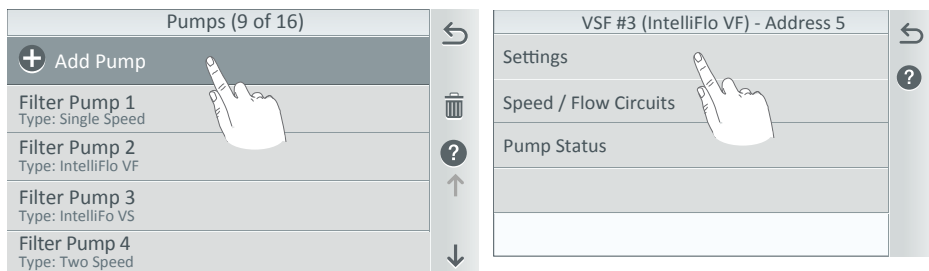 Pumps (9 of 16)
Add Pump
Filter Pump 1
Type: Single Speed
Filter Pump 2
Type: IntelliFlo VF
Filter Pump 3
Type: IntelliFo VS
Filter Pump 4
Type: Two Speed
?
VSF #3 (IntelliFlo VF) - Address 5
Settings
Speed / Flow Circuits
Pump Status
?